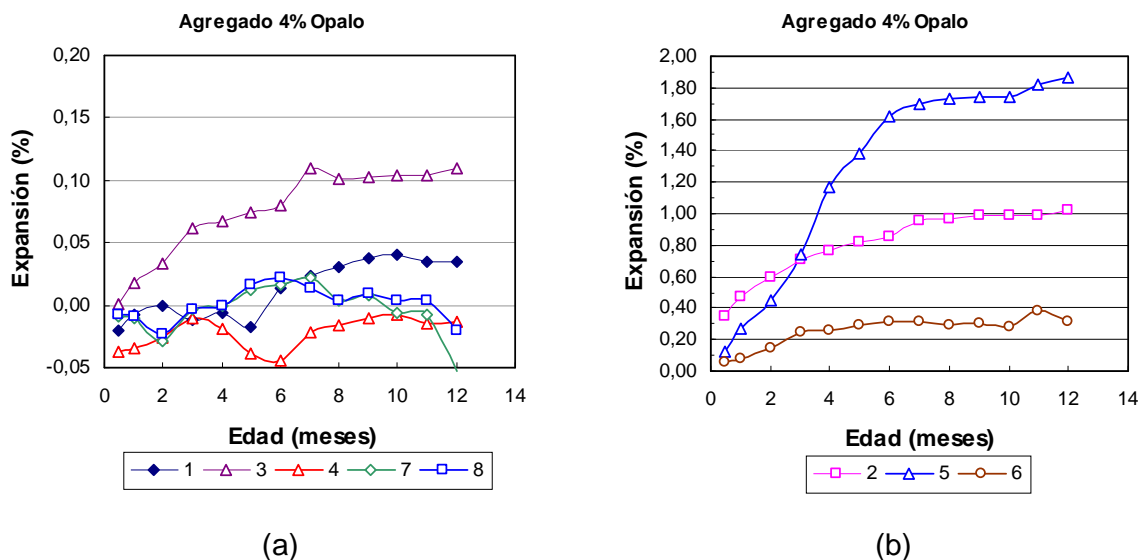 Agregado 4% Opalo
0,20
0,15
0,10
0,05
0,00
-0,05
Expansión (%)
0 2 4 6 8 10 12 14
Edad (meses)
1 3 4 7 8
(a)
Agregado 4% Opalo
2,00
1,80
1,60
1,40
1,20
1,00
0,80
0,60
0,40
0,20
0,00
Expansión (%)
0 2 4 6 8 10 12 14
Edad (meses)
2 5 6
(b)